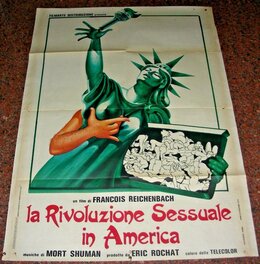 DISTRIBUZIONE
un film di FRANCOIS REICHENBACH
la Rivoluzione Sessuale
in America
musiche di MORT SHUMAN prodotto da ERIC ROCHAT colore della TELECOLOR